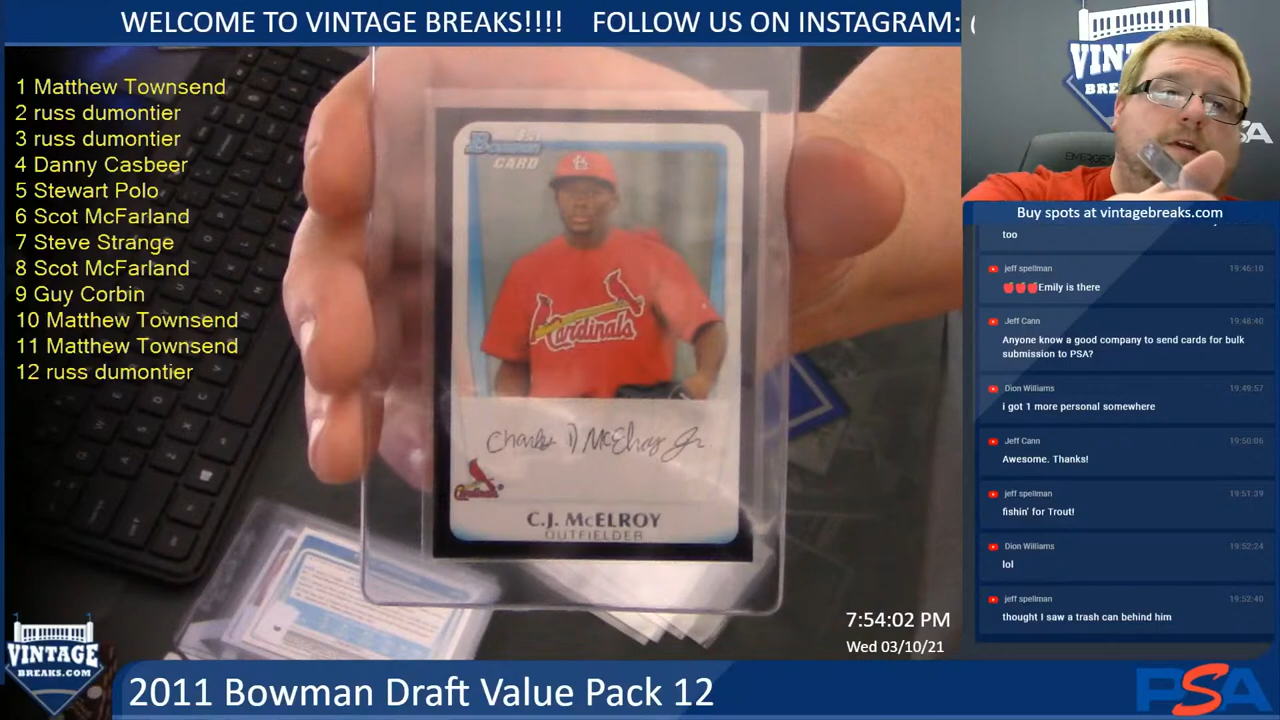 WELCOME TO VINTAGE BREAKS!!!! FOLLOW US ON INSTAGRAM:
1 Matthew Townsend
2 russ dumontier
3 russ dumontier
4 Danny Casbeer
5 Stewart Polo
6 Scot McFarland
7 Steve Strange
8 Scot McFarland
9 Guy Corbin
10 Matthew Townsend
11 Matthew Townsend
12 russ dumontier
Bowman
CARD
Cardinals
Charles D McElroy Jr.
Cardinals
C.J. McELROY
OUTFIELDER
Buy spots at vintagebreaks.com
too
jeff spellman 19:46:10
🍎🍎🍎Emily is there
Jeff Cann 19:48:40
Anyone know a good company to send cards for bulk
submission to PSA?
Dion Williams 19:49:57
i got 1 more personal somewhere
Jeff Cann 19:50:06
Awesome. Thanks!
jeff spellman 19:51:39
fishin' for Trout!
Dion Williams 19:52:24
lol
jeff spellman 19:52:40
thought I saw a trash can behind him
7:54:02 PM
Wed 03/10/21
VINTAGE
BREAKS.COM
2011 Bowman Draft Value Pack 12
PSA